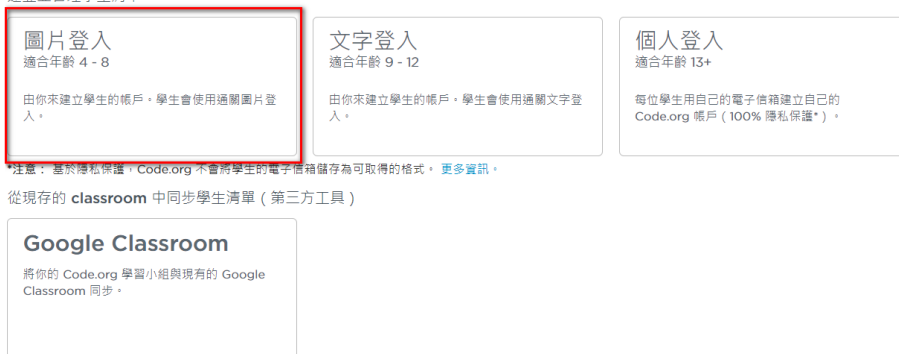 圖片登入
適合年齡 4 - 8
由你來建立學生的帳戶。學生會使用通關圖片登
入。
文字登入
適合年齡 9 - 12
由你來建立學生的帳戶。學生會使用通關文字登
入。
個人登入
適合年齡 13+
每位學生用自己的電子信箱建立自己的
Code.org 帳戶 ( 100% 隱私保護* ) 。
*注意： 基於隱私保護，Code.org 不會將學生的電子信箱儲存為可取得的格式。 更多資訊。
從現存的 classroom 中同步學生清單 ( 第三方工具 )
Google Classroom
將你的 Code.org 學習小組與現有的 Google
Classroom 同步。